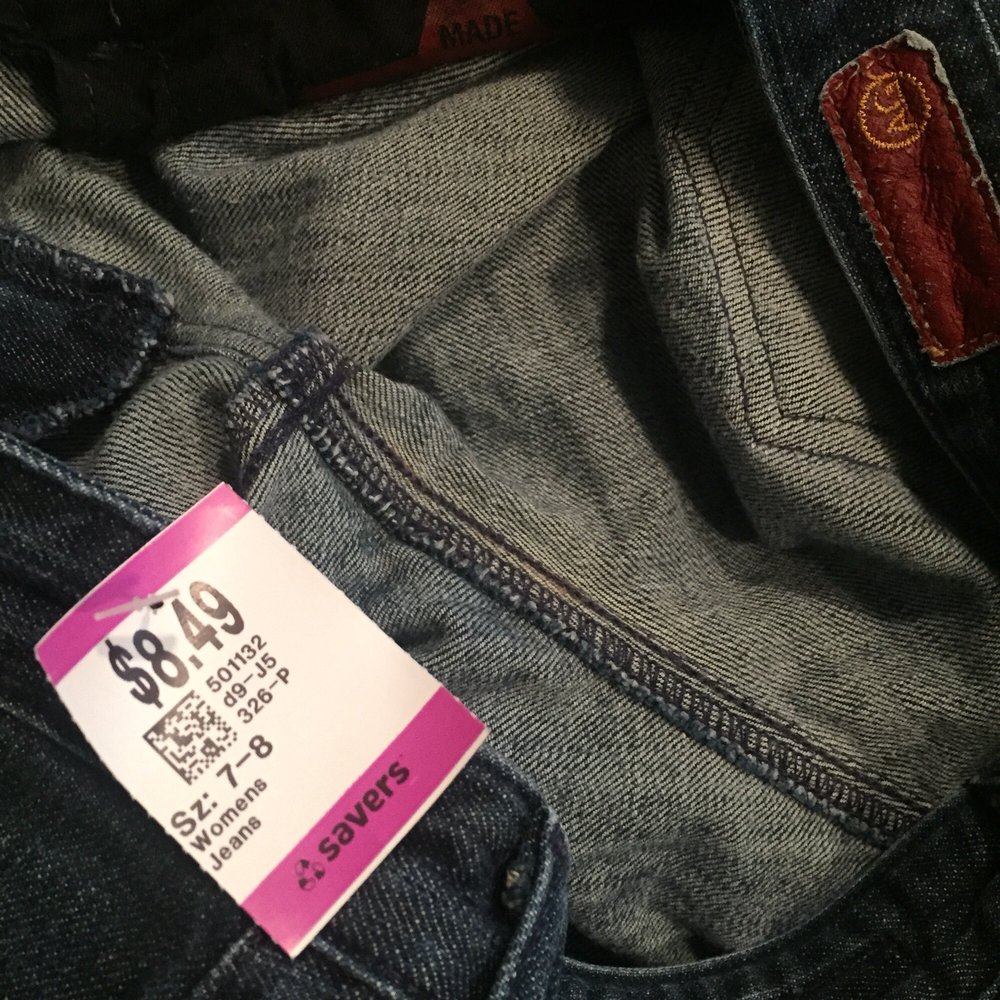 MADE
$8.49
501132
d9-J5
326-P
Sz: 7-8
Womens
Jeans
savers